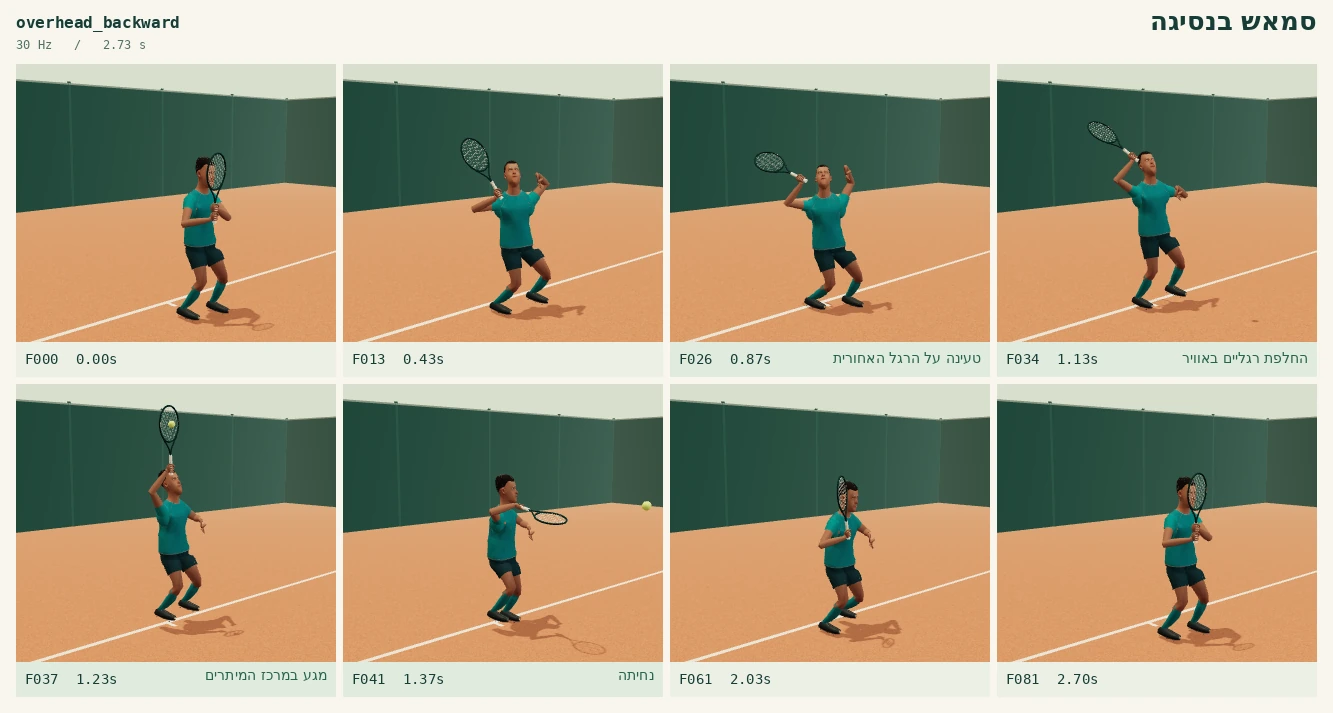 overhead_backward
סמאש בנסיגה
30 Hz / 2.73 s
F000 0.00s
F013 0.43s
F026 0.87s טעינה על הרגל האחורית
F034 1.13s החלפת רגליים באוויר
F037 1.23s מגע במרכז המיתרים
F041 1.37s נחיתה
F061 2.03s
F081 2.70s